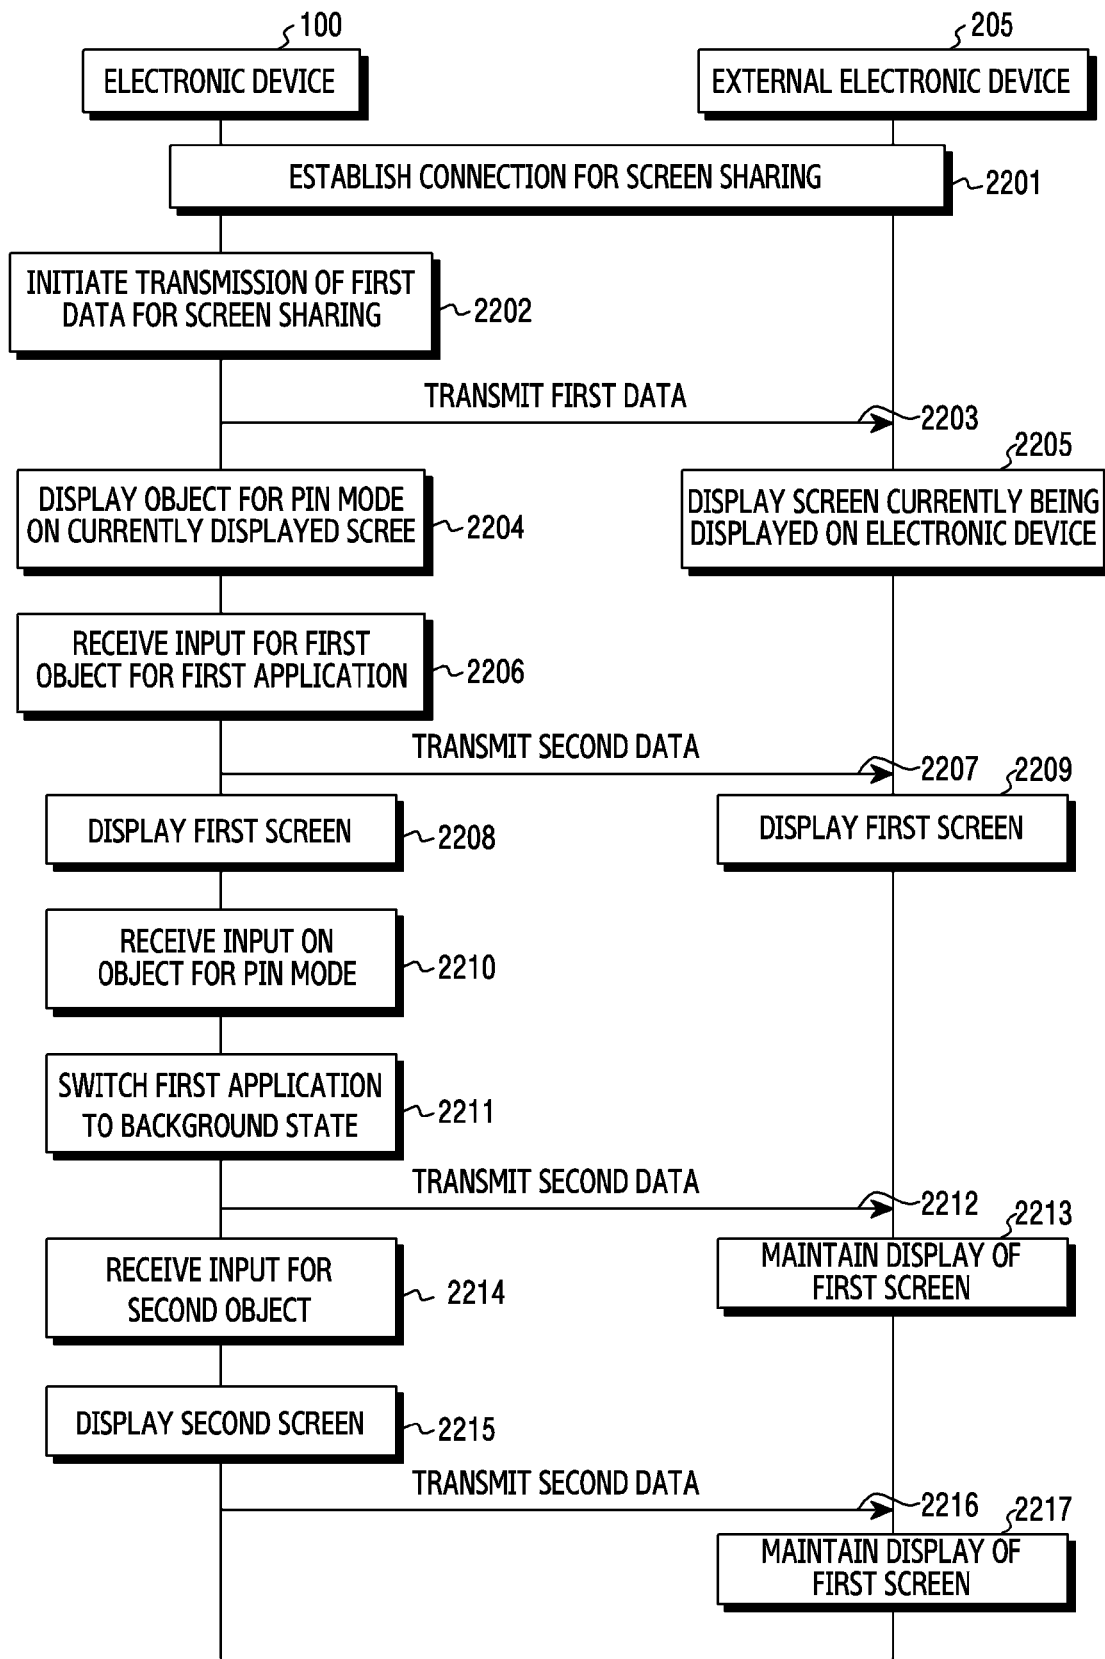 100
205
ELECTRONIC DEVICE
EXTERNAL ELECTRONIC DEVICE
ESTABLISH CONNECTION FOR SCREEN SHARING
2201
INITIATE TRANSMISSION OF FIRST
DATA FOR SCREEN SHARING
2202
TRANSMIT FIRST DATA
2203
2205
DISPLAY OBJECT FOR PIN MODE
ON CURRENTLY DISPLAYED SCREE
2204
DISPLAY SCREEN CURRENTLY BEING
DISPLAYED ON ELECTRONIC DEVICE
RECEIVE INPUT FOR FIRST
OBJECT FOR FIRST APPLICATION
2206
TRANSMIT SECOND DATA
2207
2209
DISPLAY FIRST SCREEN
2208
DISPLAY FIRST SCREEN
RECEIVE INPUT ON
OBJECT FOR PIN MODE
2210
SWITCH FIRST APPLICATION
TO BACKGROUND STATE
2211
TRANSMIT SECOND DATA
2212
2213
RECEIVE INPUT FOR
SECOND OBJECT
2214
MAINTAIN DISPLAY OF
FIRST SCREEN
DISPLAY SECOND SCREEN
2215
TRANSMIT SECOND DATA
2216
2217
MAINTAIN DISPLAY OF
FIRST SCREEN